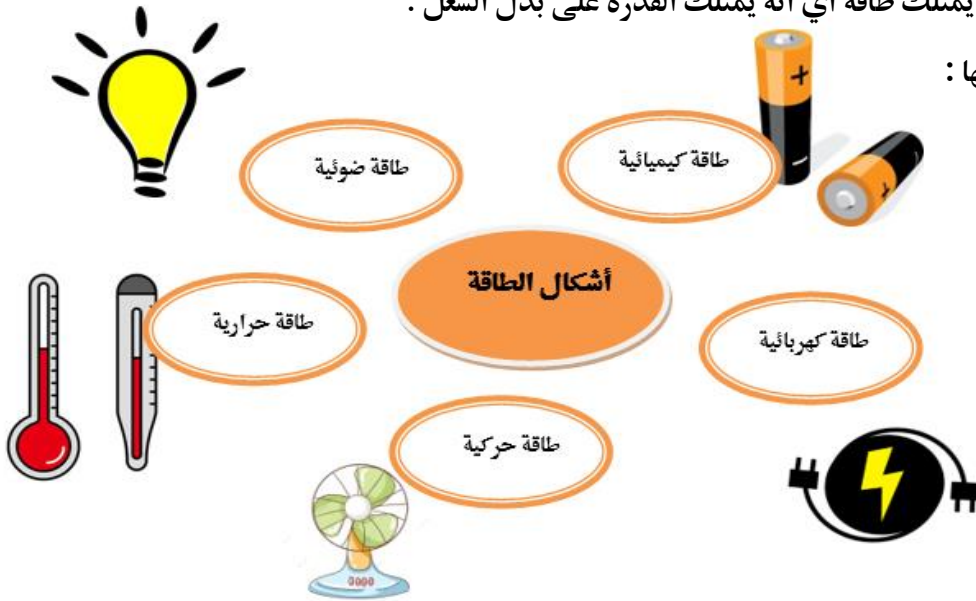 يمتلك طاقة أي أنه يمتلك القدرة على بذل الشغل .
ها :
طاقة كيميائية
طاقة ضوئية
أشكال الطاقة
طاقة كهربائية
طاقة حرارية
طاقة حركية